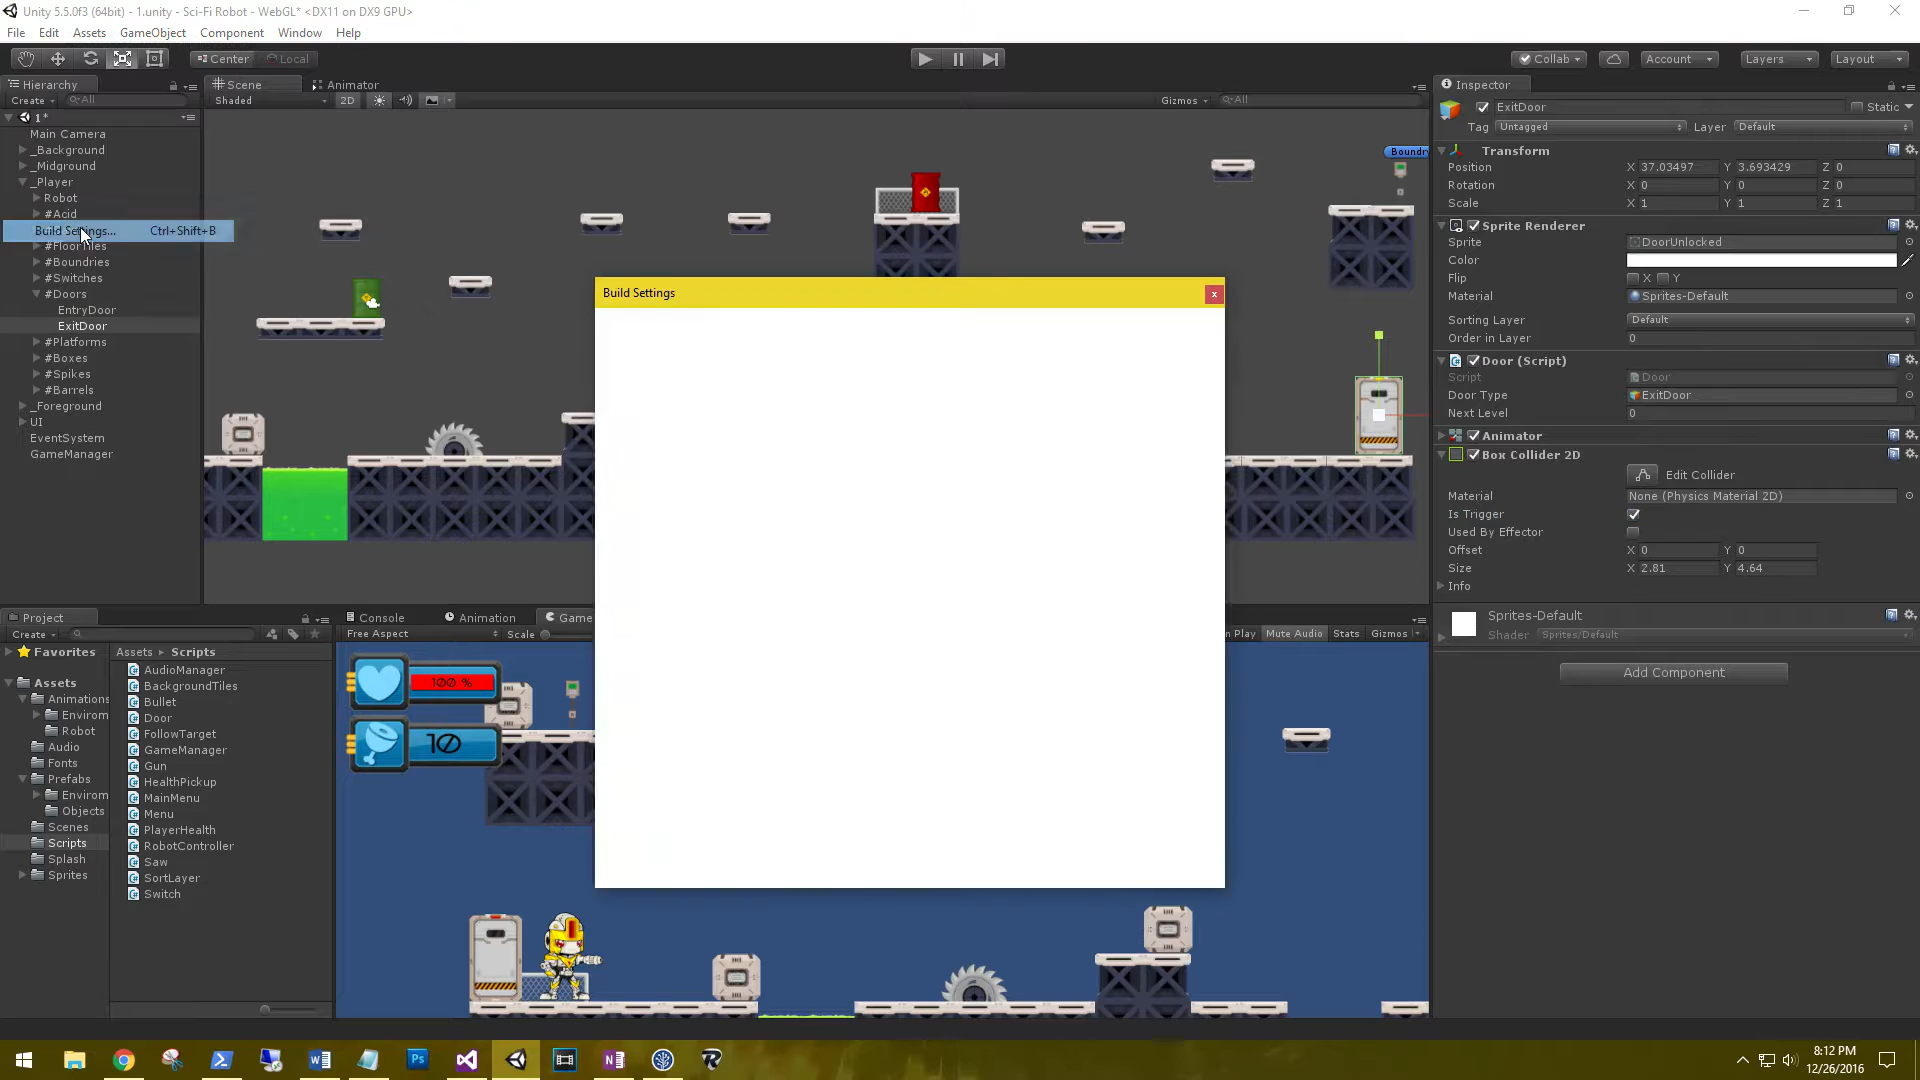 Unity 5.5.0f3 (64bit) - 1.unity - Sci-Fi Robot - WebGL* <DX11 on DX9 GPU>
File Edit Assets GameObject Component Window Help
Center Local
Collab Account Layers Layout
Hierarchy
Create All
1*
Main Camera
_Background
_Midground
_Player
Robot
#Acid
Build Settings... Ctrl+Shift+B
#FloorTiles
#Boundries
#Switches
#Doors
EntryDoor
ExitDoor
#Platforms
#Boxes
#Spikes
#Barrels
_Foreground
UI
EventSystem
GameManager
Scene Animator
Shaded 2D Gizmos All
Boundry
Build Settings
x
Inspector
ExitDoor Static
Tag Untagged Layer Default
Transform
Position X 37.03497 Y 3.693429 Z 0
Rotation X 0 Y 0 Z 0
Scale X 1 Y 1 Z 1
Sprite Renderer
Sprite DoorUnlocked
Color
Flip X Y
Material Sprites-Default
Sorting Layer Default
Order in Layer 0
Door (Script)
Script Door
Door Type ExitDoor
Next Level 0
Animator
Box Collider 2D
Edit Collider
Material None (Physics Material 2D)
Is Trigger
Used By Effector
Offset X 0 Y 0
Size X 2.81 Y 4.64
Info
Sprites-Default
Shader Sprites/Default
Add Component
Project
Create
Favorites
Assets
Animations
Envirom
Robot
Audio
Fonts
Prefabs
Envirom
Objects
Scenes
Scripts
Splash
Sprites
Assets Scripts
AudioManager
BackgroundTiles
Bullet
Door
FollowTarget
GameManager
Gun
HealthPickup
MainMenu
Menu
PlayerHealth
RobotController
Saw
SortLayer
Switch
Console Animation Game
Free Aspect Scale n Play Mute Audio Stats Gizmos
100 %
10
8:12 PM
12/26/2016